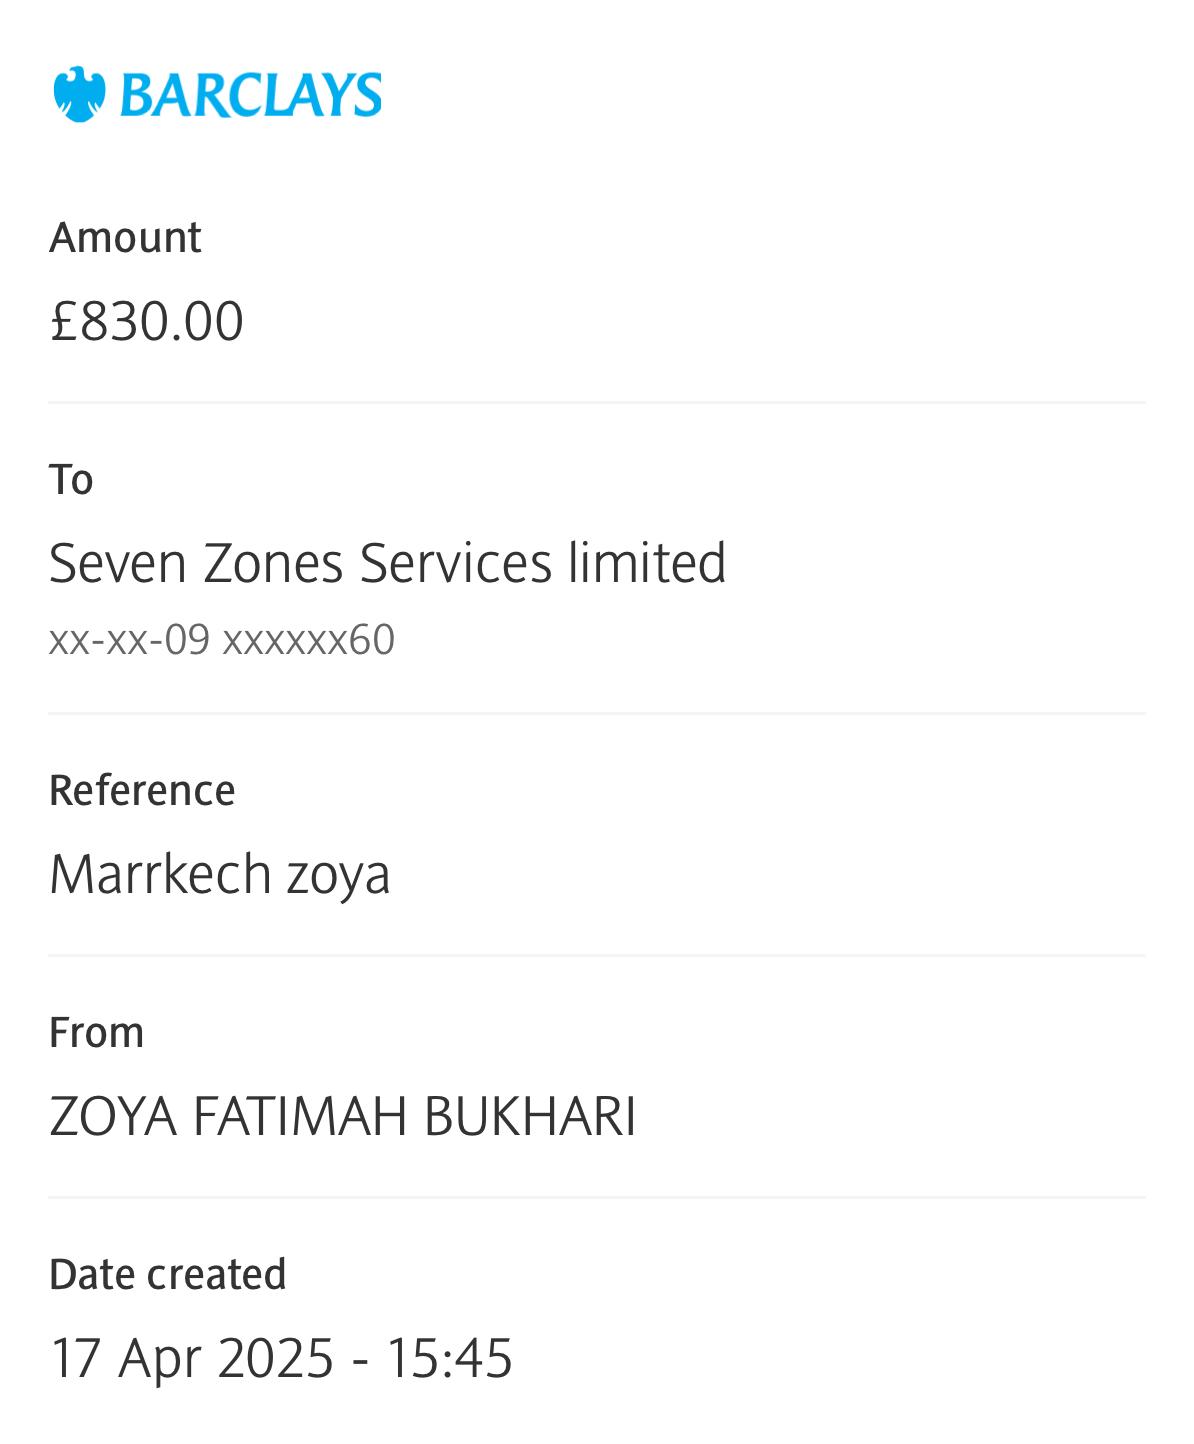 BARCLAYS
Amount
£830.00
To
Seven Zones Services limited
xx-xx-09 xxxxxx60
Reference
Marrkech zoya
From
ZOYA FATIMAH BUKHARI
Date created
17 Apr 2025 - 15:45